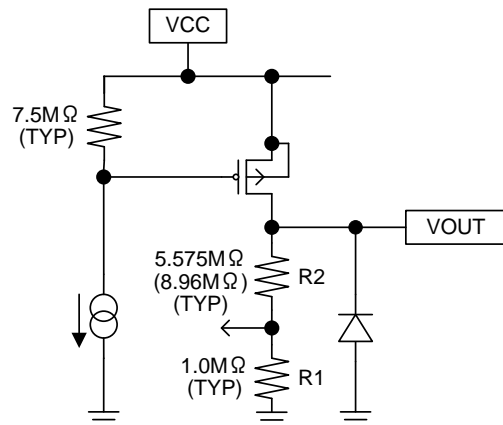 VCC
7.5MΩ
(TYP)
VOUT
5.575MΩ
(8.96MΩ)
(TYP)
R2
1.0MΩ
(TYP)
R1